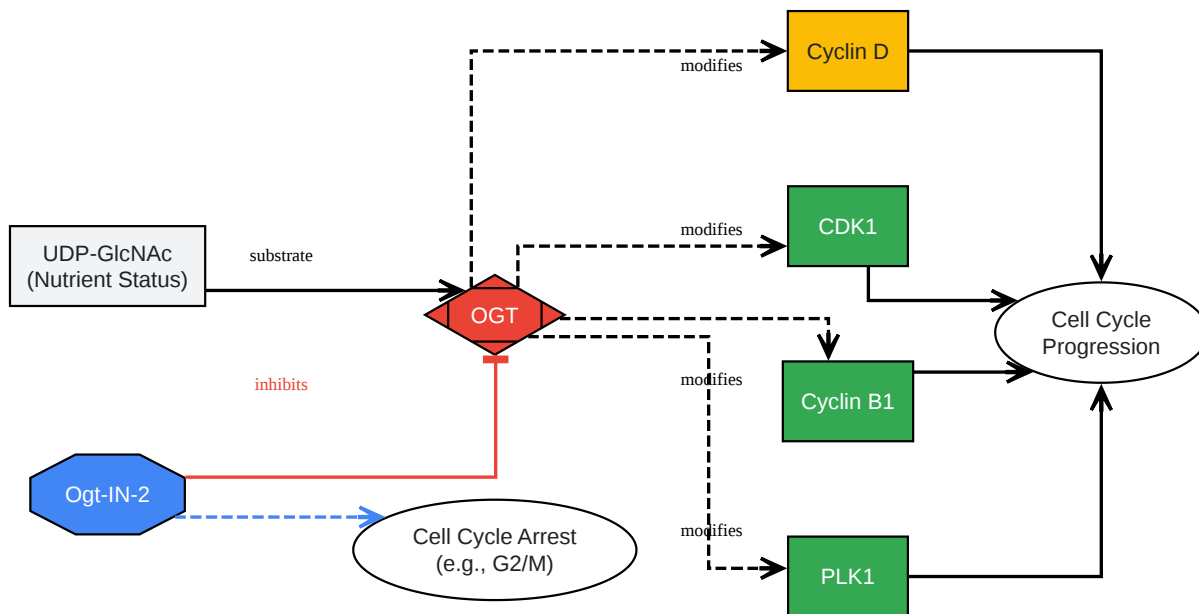 Cyclin D
modifies
CDK1
modifies
UDP-GlcNAc
(Nutrient Status)
substrate
OGT
Cell Cycle
Progression
inhibits
modifies
Cyclin B1
Ogt-IN-2
Cell Cycle Arrest
(e.g., G2/M)
modifies
PLK1